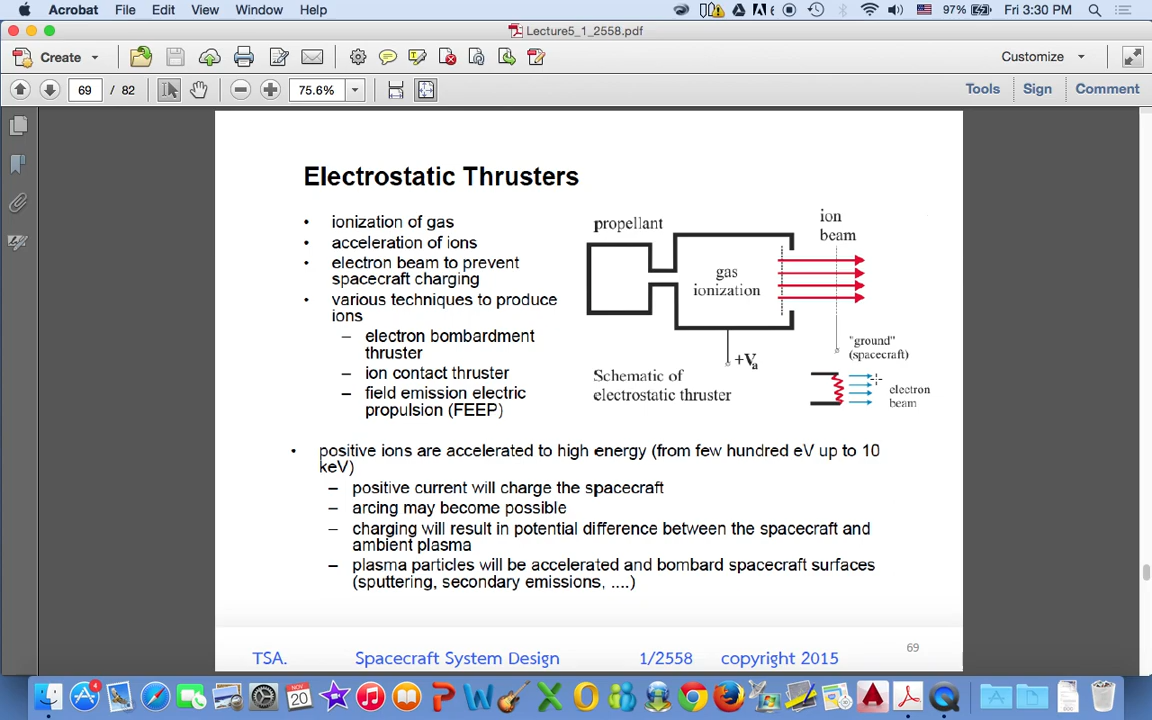 Acrobat File Edit View Window Help
97% Fri 3:30 PM
Lecture5_1_2558.pdf
Create
Customize
69 / 82
75.6%
Tools Sign Comment
Electrostatic Thrusters
• ionization of gas
• acceleration of ions
• electron beam to prevent
spacecraft charging
• various techniques to produce
ions
– electron bombardment
thruster
– ion contact thruster
– field emission electric
propulsion (FEEP)
propellant
ion
beam
gas
ionization
+Va
"ground"
(spacecraft)
Schematic of
electrostatic thruster
electron
beam
• positive ions are accelerated to high energy (from few hundred eV up to 10
keV)
– positive current will charge the spacecraft
– arcing may become possible
– charging will result in potential difference between the spacecraft and
ambient plasma
– plasma particles will be accelerated and bombard spacecraft surfaces
(sputtering, secondary emissions, ....)
69
TSA. Spacecraft System Design 1/2558 copyright 2015
4
NOV
20